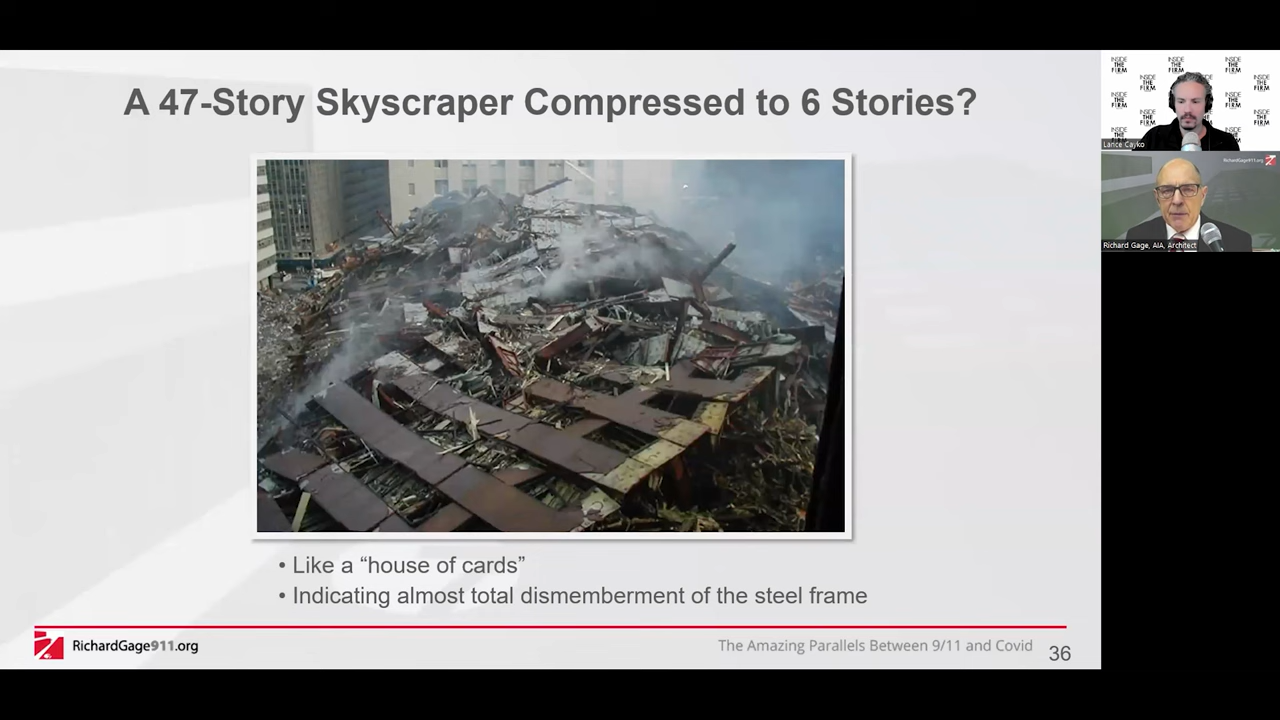 A 47-Story Skyscraper Compressed to 6 Stories?
• Like a “house of cards”
• Indicating almost total dismemberment of the steel frame
RichardGage911.org
The Amazing Parallels Between 9/11 and Covid
36
INSIDE THE FIRM
Lance Cayko
RichardGage911.org
Richard Gage, AIA, Architect